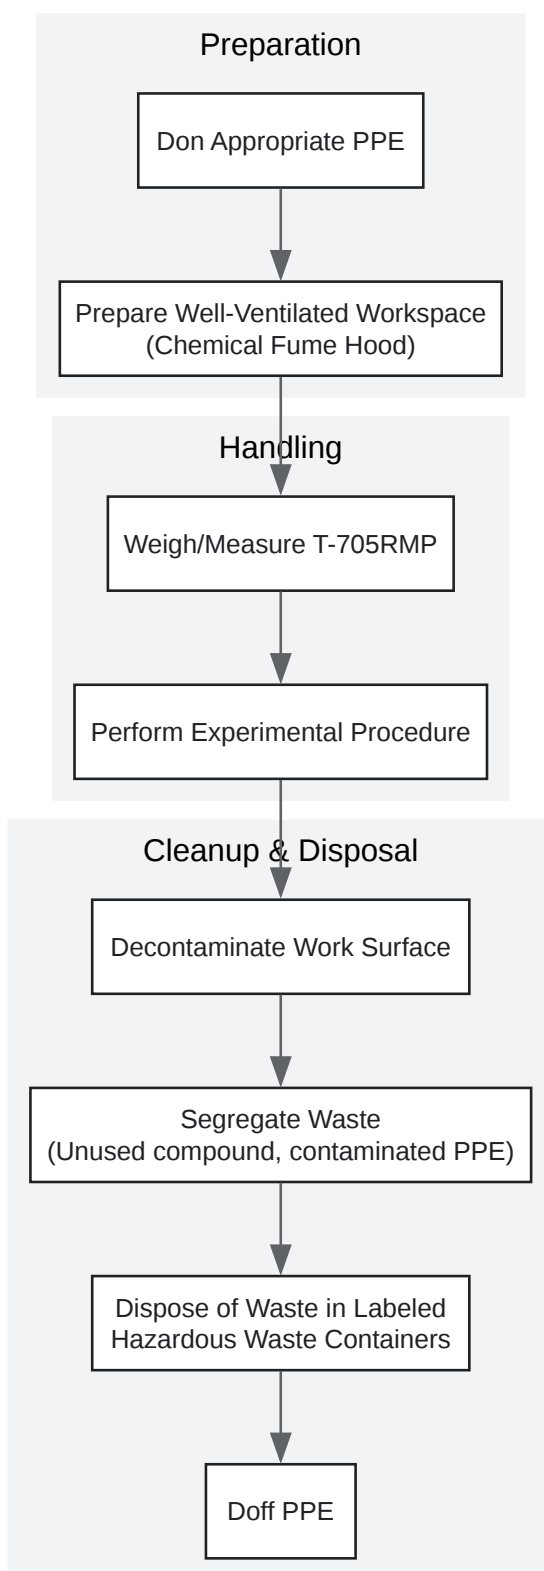 Preparation
Don Appropriate PPE
Prepare Well-Ventilated Workspace
(Chemical Fume Hood)
Handling
Weigh/Measure T-705RMP
Perform Experimental Procedure
Cleanup & Disposal
Decontaminate Work Surface
Segregate Waste
(Unused compound, contaminated PPE)
Dispose of Waste in Labeled
Hazardous Waste Containers
Doff PPE